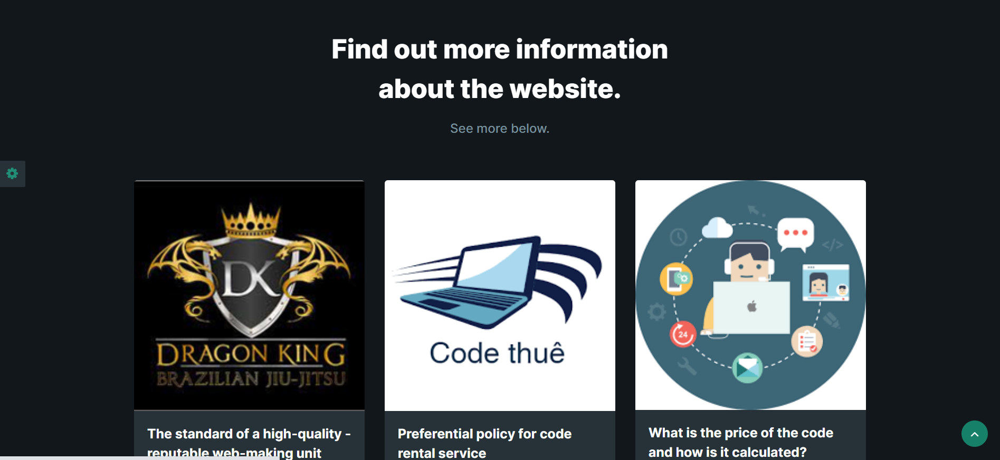 Find out more information
about the website.
See more below.
DK
DRAGON KING
BRAZILIAN JIU-JITSU
Code thuê
</>
24
The standard of a high-quality -
reputable web-making unit
Preferential policy for code
rental service
What is the price of the code
and how is it calculated?